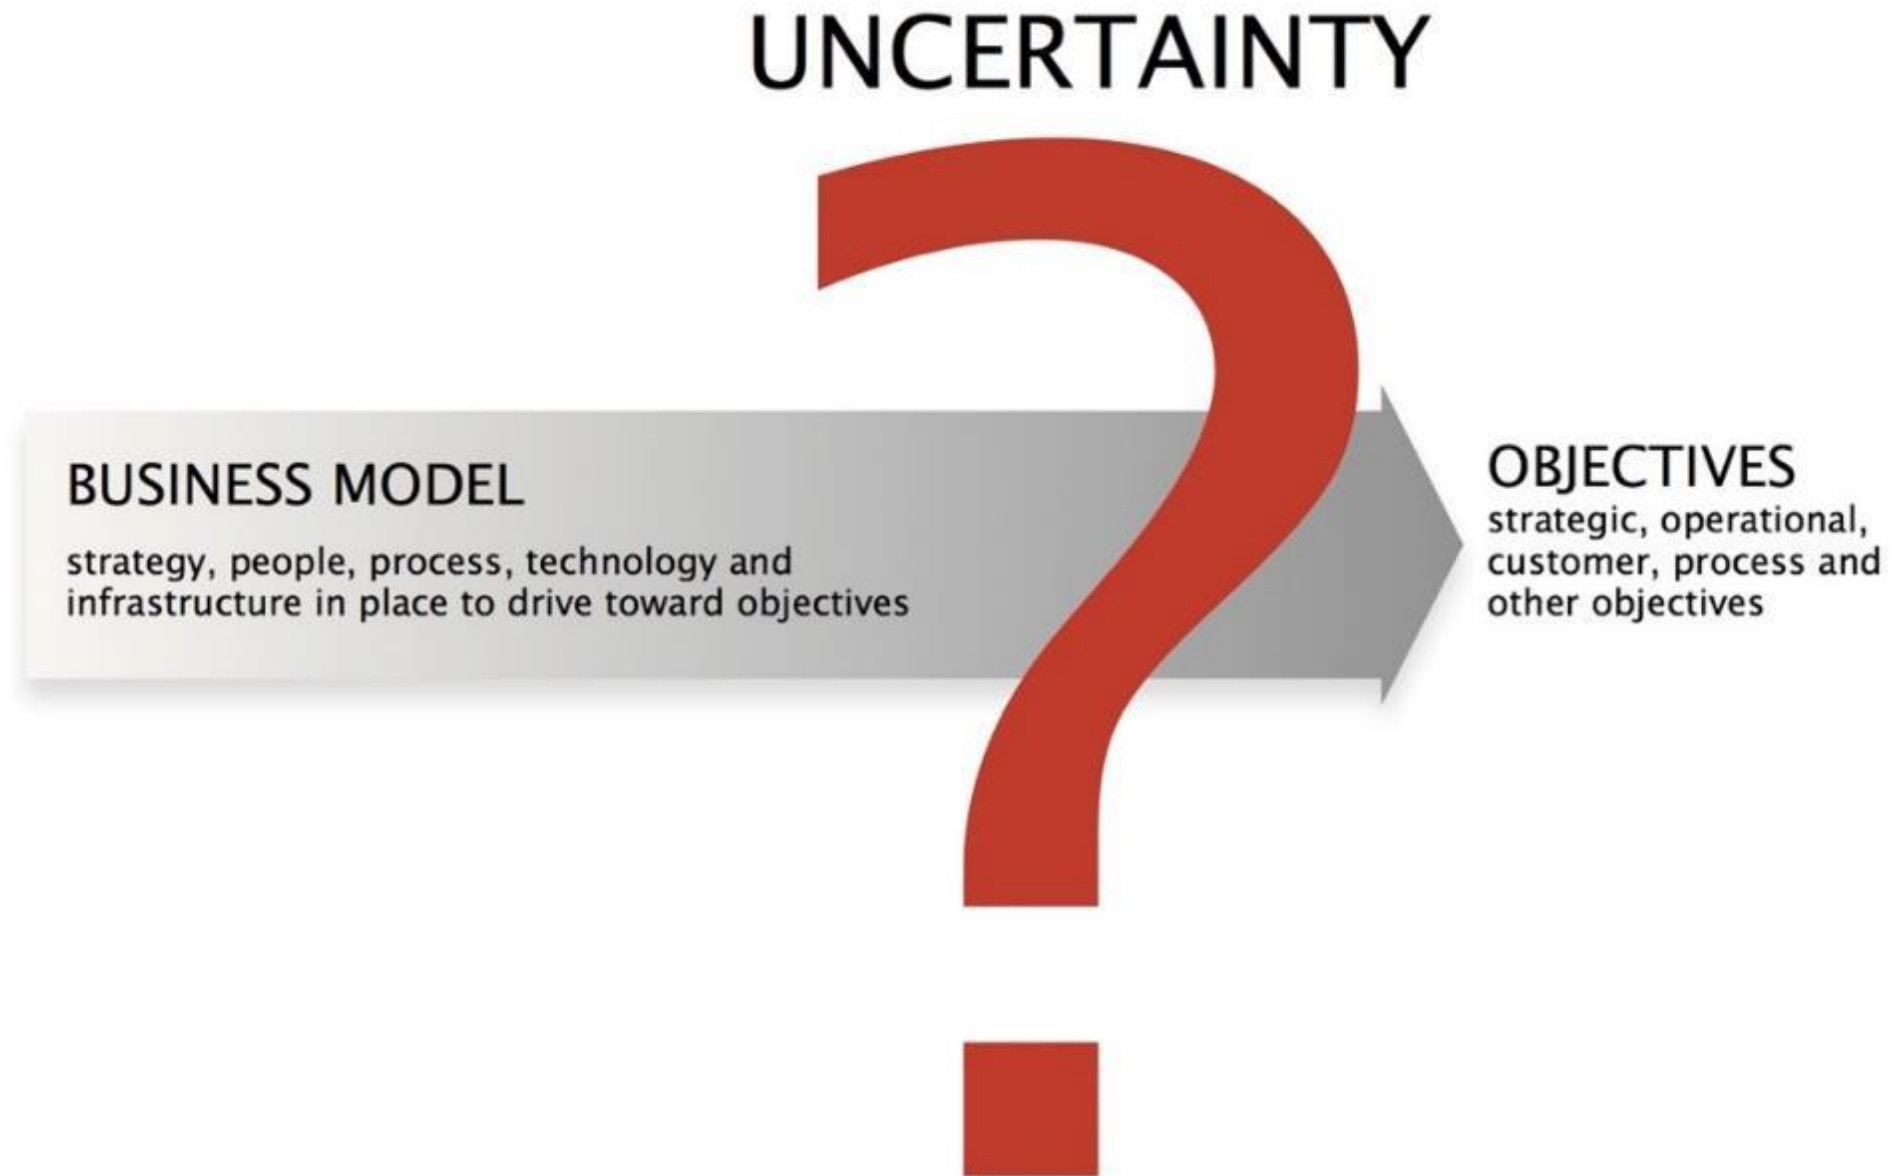 UNCERTAINTY
?
BUSINESS MODEL
strategy, people, process, technology and
infrastructure in place to drive toward objectives
OBJECTIVES
strategic, operational,
customer, process and
other objectives